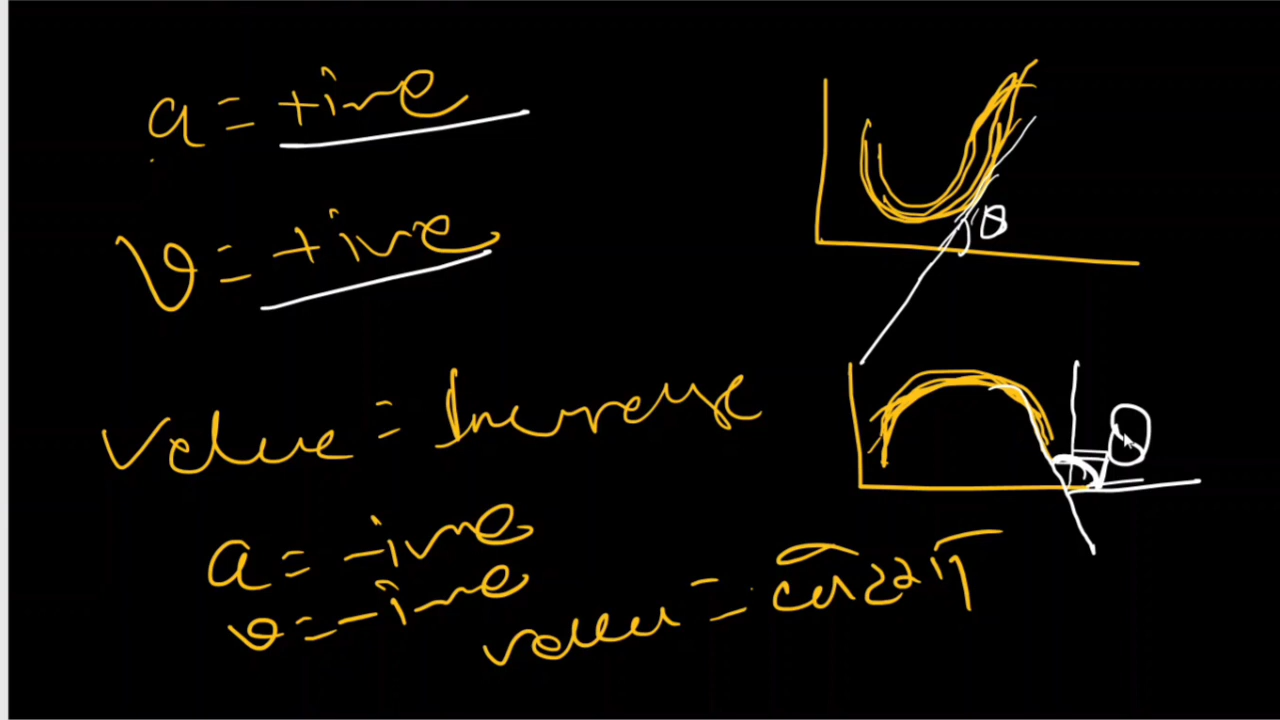 a = +ive
v = +ive
value = Increase
a = -ive
v = -ive
value =
θ
θ